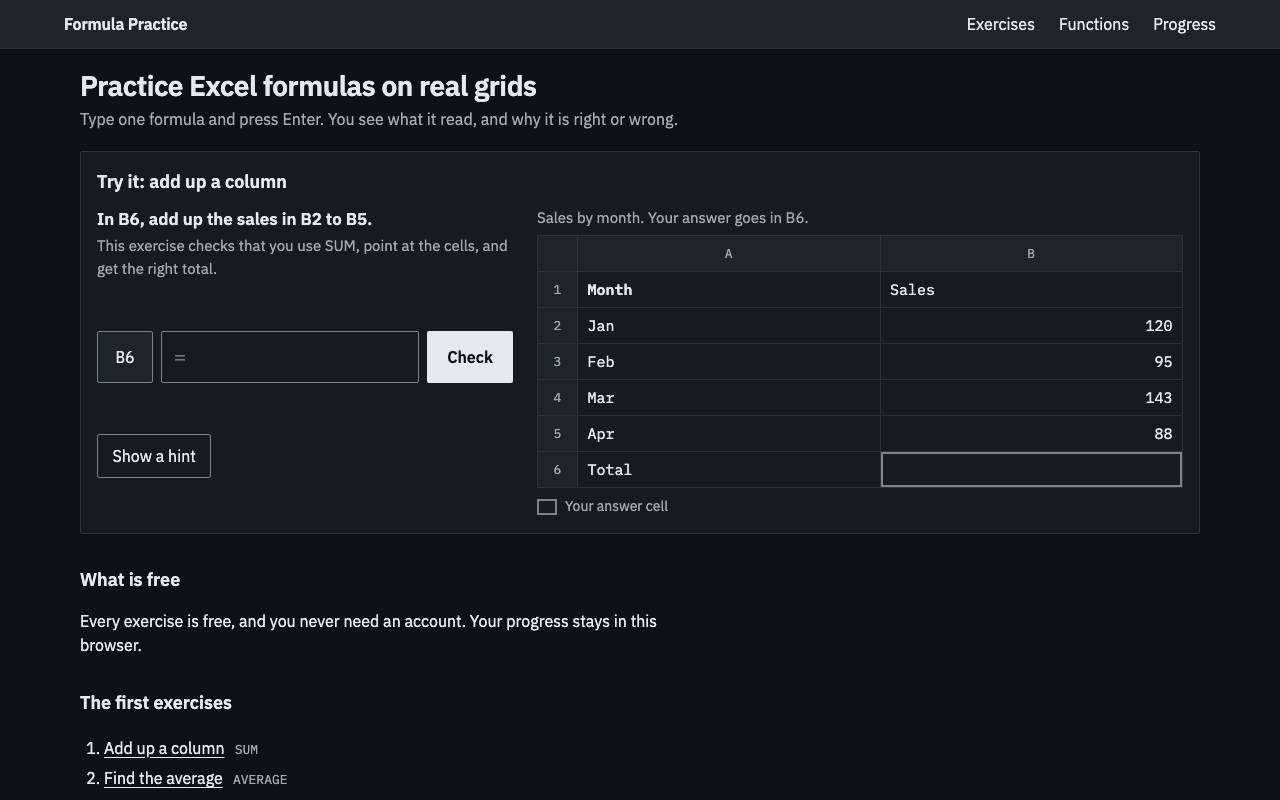 Formula Practice
Exercises Functions Progress
Practice Excel formulas on real grids
Type one formula and press Enter. You see what it read, and why it is right or wrong.
Try it: add up a column
In B6, add up the sales in B2 to B5.
This exercise checks that you use SUM, point at the cells, and
get the right total.
B6 = Check
Show a hint
Sales by month. Your answer goes in B6.
A B
1 Month Sales
2 Jan 120
3 Feb 95
4 Mar 143
5 Apr 88
6 Total
Your answer cell
What is free
Every exercise is free, and you never need an account. Your progress stays in this
browser.
The first exercises
1. Add up a column SUM
2. Find the average AVERAGE